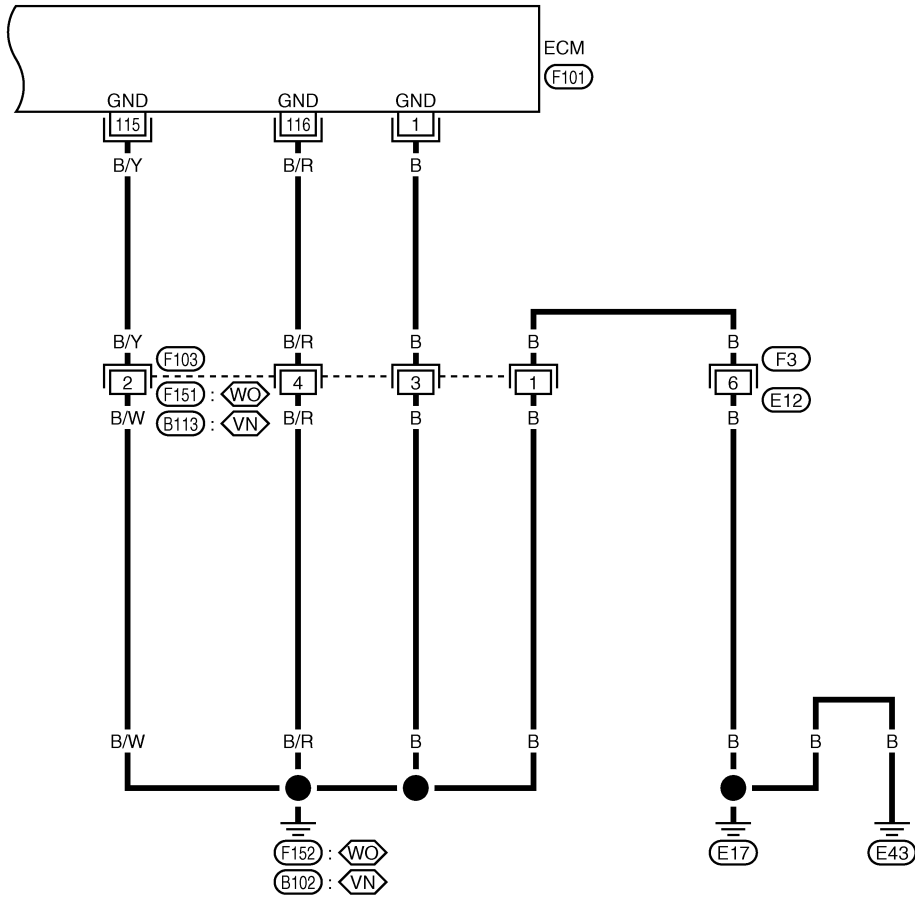 ECM
F101
GND GND GND
115 116 1
B/Y B/R B
B/Y B/R B B B
F103 F3
2 4 3 1 6
F151 : WO E12
B/W B/R B B B
B113 : VN
B/W B/R B B B B B
F152 : WO E17 E43
B102 : VN